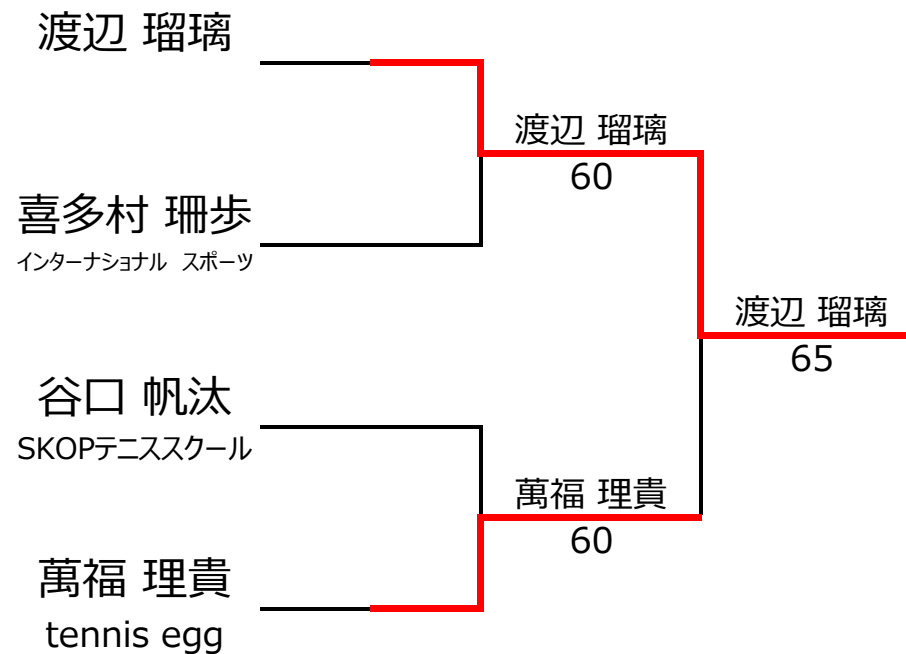 渡辺 瑠璃
渡辺 瑠璃
60
喜多村 珊歩
インターナショナル スポーツ
渡辺 瑠璃
65
谷口 帆汰
SKOPテニススクール
萬福 理貴
60
萬福 理貴
tennis egg